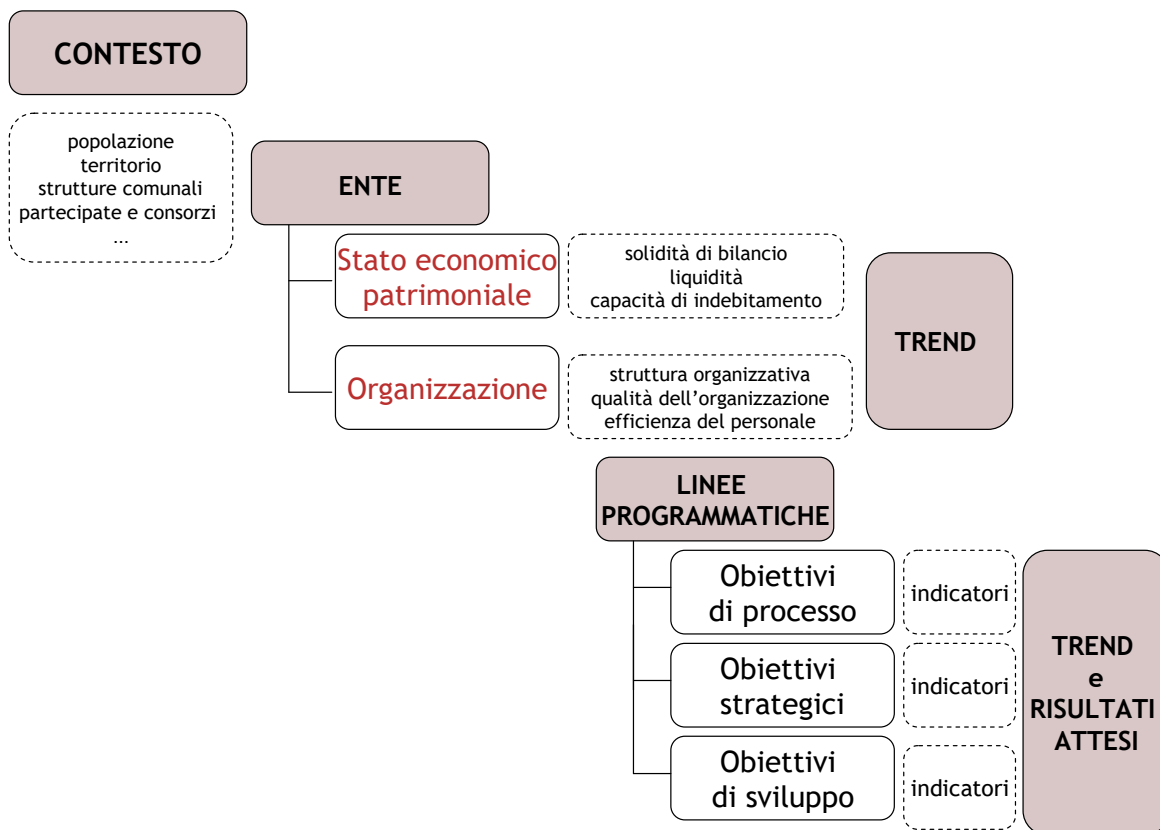 CONTESTO
popolazione
territorio
strutture comunali
partecipate e consorzi
...
ENTE
Stato economico
patrimoniale
solidità di bilancio
liquidità
capacità di indebitamento
Organizzazione
struttura organizzativa
qualità dell’organizzazione
efficienza del personale
TREND
LINEE
PROGRAMMATICHE
Obiettivi
di processo
indicatori
Obiettivi
strategici
indicatori
Obiettivi
di sviluppo
indicatori
TREND
e
RISULTATI
ATTESI